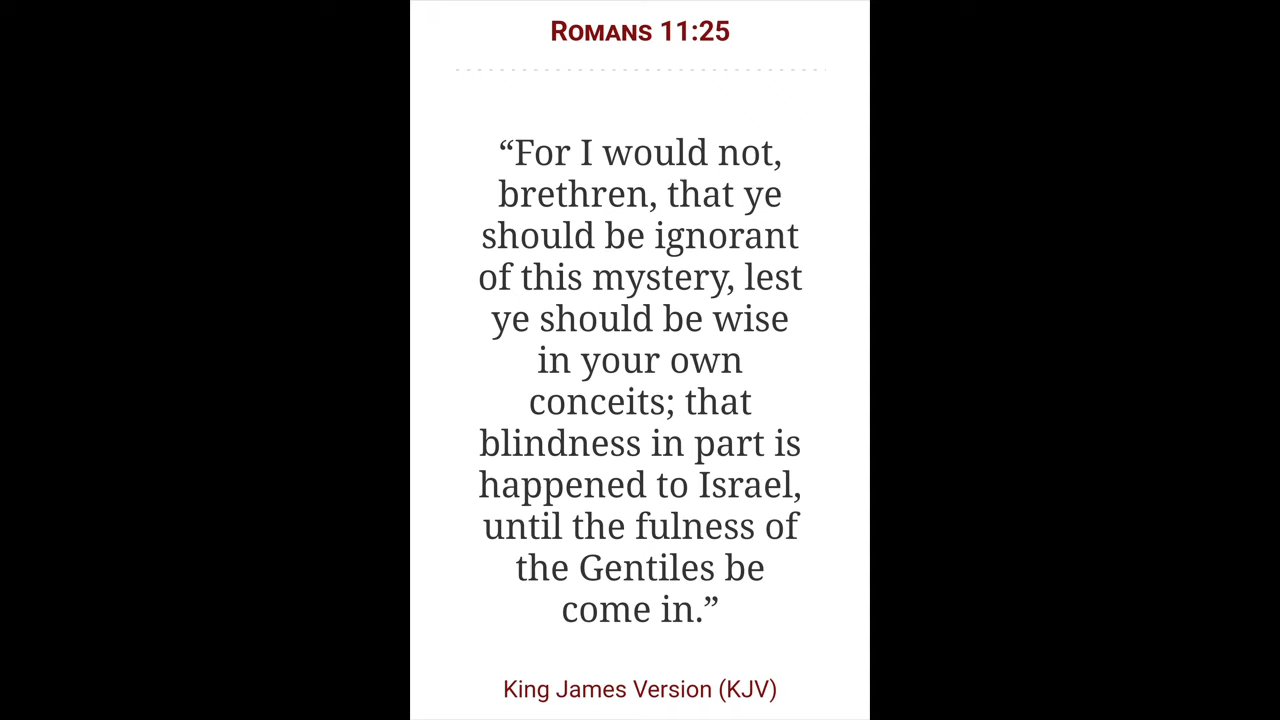 Romans 11:25
“For I would not,
brethren, that ye
should be ignorant
of this mystery, lest
ye should be wise
in your own
conceits; that
blindness in part is
happened to Israel,
until the fulness of
the Gentiles be
come in.”
King James Version (KJV)